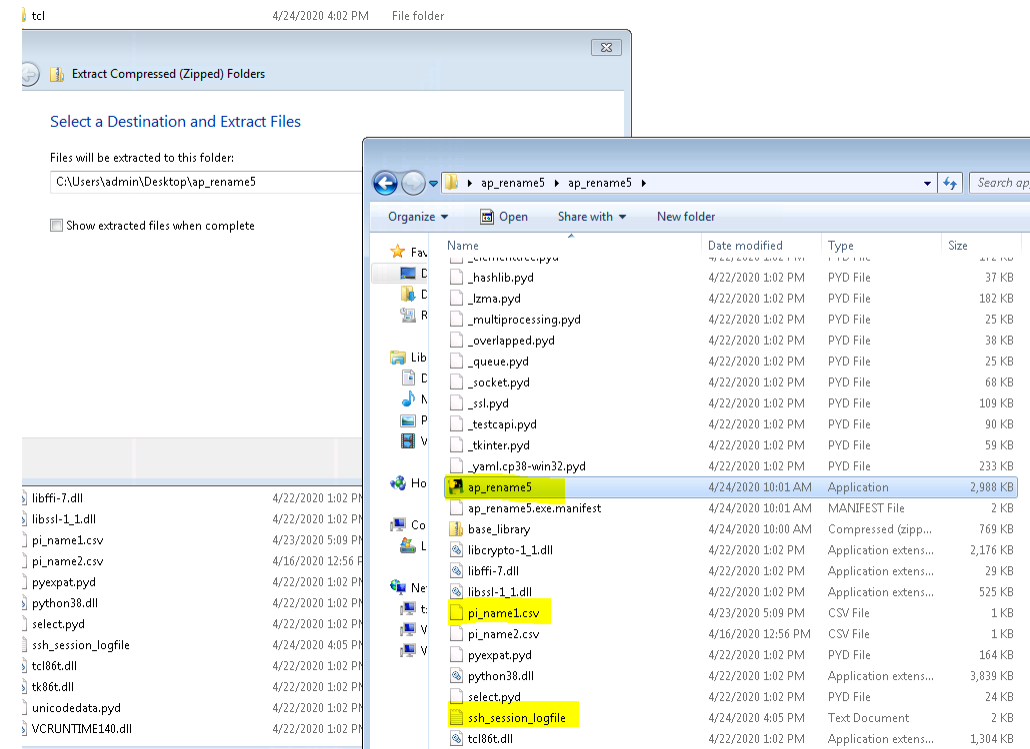 tcl 4/24/2020 4:02 PM File folder
Extract Compressed (Zipped) Folders
Select a Destination and Extract Files
Files will be extracted to this folder:
C:\Users\admin\Desktop\ap_rename5
Show extracted files when complete
libffi-7.dll 4/22/2020 1:02 PM
libssl-1_1.dll 4/22/2020 1:02 PM
pi_name1.csv 4/23/2020 5:09 PM
pi_name2.csv 4/16/2020 12:56 P
pyexpat.pyd 4/22/2020 1:02 PM
python38.dll 4/22/2020 1:02 PM
select.pyd 4/22/2020 1:02 PM
ssh_session_logfile 4/24/2020 4:05 PM
tcl86t.dll 4/22/2020 1:02 PM
tk86t.dll 4/22/2020 1:02 PM
unicodedata.pyd 4/22/2020 1:02 PM
VCRUNTIME140.dll 4/22/2020 1:02 PM
ap_rename5 ap_rename5
Search ap
Organize Open Share with New folder
Fav
D
D
R
Lib
D
P
V
Ho
Co
L
Ne
t
V
V
Name Date modified Type Size
_elementtree.pyd 4/22/2020 1:02 PM PYD File 172 KB
_hashlib.pyd 4/22/2020 1:02 PM PYD File 37 KB
_lzma.pyd 4/22/2020 1:02 PM PYD File 182 KB
_multiprocessing.pyd 4/22/2020 1:02 PM PYD File 25 KB
_overlapped.pyd 4/22/2020 1:02 PM PYD File 38 KB
_queue.pyd 4/22/2020 1:02 PM PYD File 25 KB
_socket.pyd 4/22/2020 1:02 PM PYD File 68 KB
_ssl.pyd 4/22/2020 1:02 PM PYD File 109 KB
_testcapi.pyd 4/22/2020 1:02 PM PYD File 90 KB
_tkinter.pyd 4/22/2020 1:02 PM PYD File 59 KB
_yaml.cp38-win32.pyd 4/22/2020 1:02 PM PYD File 233 KB
ap_rename5 4/24/2020 10:01 AM Application 2,988 KB
ap_rename5.exe.manifest 4/24/2020 10:01 AM MANIFEST File 2 KB
base_library 4/24/2020 10:00 AM Compressed (zipp... 769 KB
libcrypto-1_1.dll 4/22/2020 1:02 PM Application extens... 2,176 KB
libffi-7.dll 4/22/2020 1:02 PM Application extens... 29 KB
libssl-1_1.dll 4/22/2020 1:02 PM Application extens... 525 KB
pi_name1.csv 4/23/2020 5:09 PM CSV File 1 KB
pi_name2.csv 4/16/2020 12:56 PM CSV File 1 KB
pyexpat.pyd 4/22/2020 1:02 PM PYD File 164 KB
python38.dll 4/22/2020 1:02 PM Application extens... 3,839 KB
select.pyd 4/22/2020 1:02 PM PYD File 24 KB
ssh_session_logfile 4/24/2020 4:05 PM Text Document 2 KB
tcl86t.dll 4/22/2020 1:02 PM Application extens... 1,304 KB